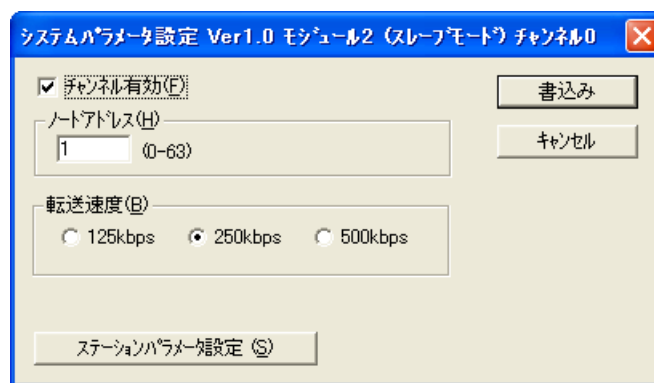 システムパラメータ設定 Ver1.0 モジュール2 (スレーブモード) チャンネル0
チャンネル有効(F)
書込み
ノードアドレス(H)
1 (0-63)
キャンセル
転送速度(B)
125kbps 250kbps 500kbps
ステーションパラメータ設定 (S)